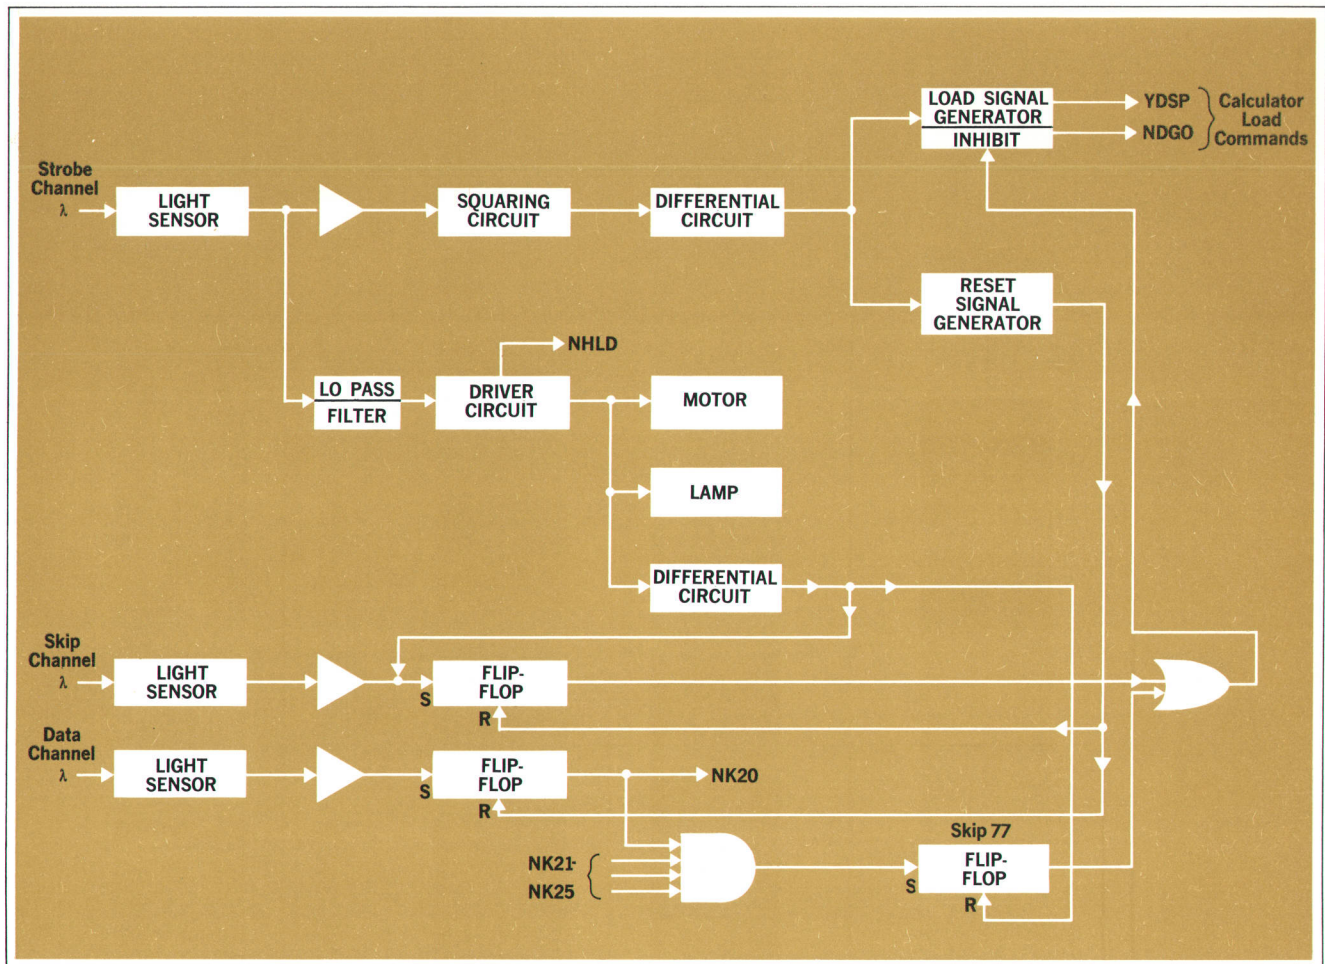 LOAD SIGNAL
GENERATOR
INHIBIT
YDSP
NDGO
Calculator
Load
Commands
Strobe
Channel
λ
LIGHT
SENSOR
SQUARING
CIRCUIT
DIFFERENTIAL
CIRCUIT
RESET
SIGNAL
GENERATOR
NHLD
LO PASS
FILTER
DRIVER
CIRCUIT
MOTOR
LAMP
DIFFERENTIAL
CIRCUIT
Skip
Channel
λ
LIGHT
SENSOR
S
FLIP-
FLOP
R
Data
Channel
λ
LIGHT
SENSOR
S
FLIP-
FLOP
R
NK20
NK21-
NK25
Skip 77
S
FLIP-
FLOP
R